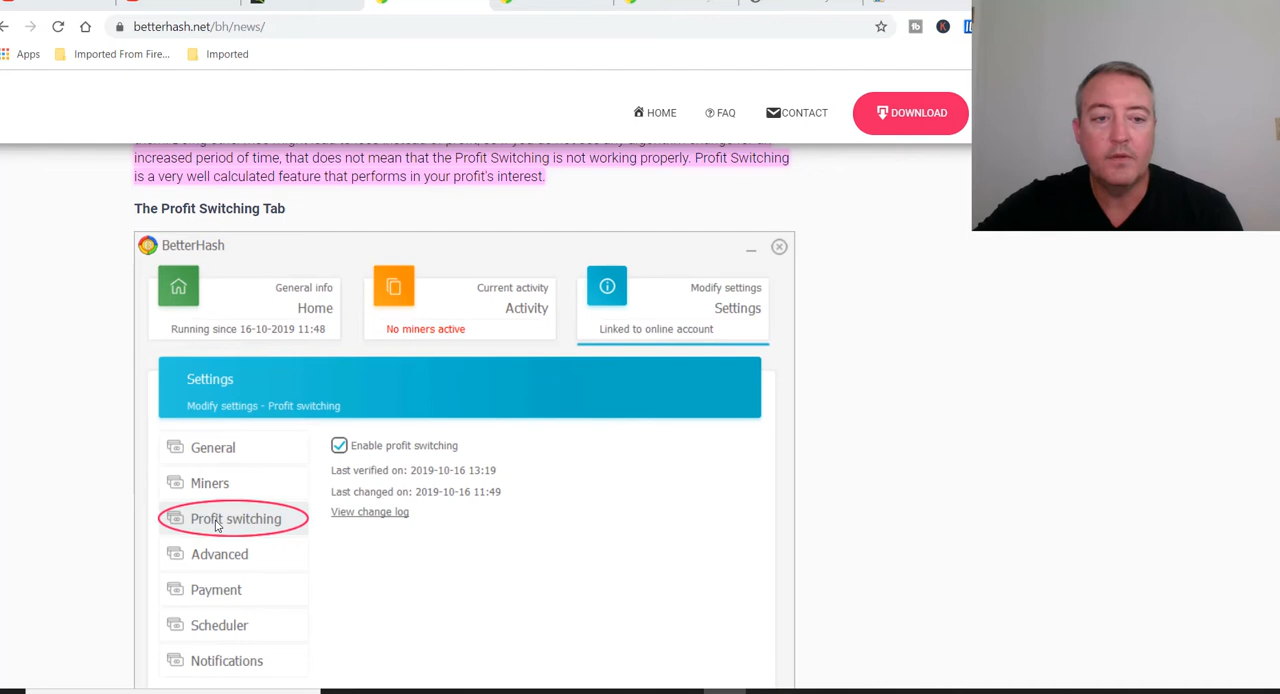 betterhash.net/bh/news/
Apps Imported From Fire... Imported
HOME FAQ CONTACT DOWNLOAD
increased period of time, that does not mean that the Profit Switching is not working properly. Profit Switching
is a very well calculated feature that performs in your profit's interest.
The Profit Switching Tab
BetterHash
General info
Home
Running since 16-10-2019 11:48
Current activity
Activity
No miners active
Modify settings
Settings
Linked to online account
Settings
Modify settings - Profit switching
General
Miners
Profit switching
Advanced
Payment
Scheduler
Notifications
Enable profit switching
Last verified on: 2019-10-16 13:19
Last changed on: 2019-10-16 11:49
View change log